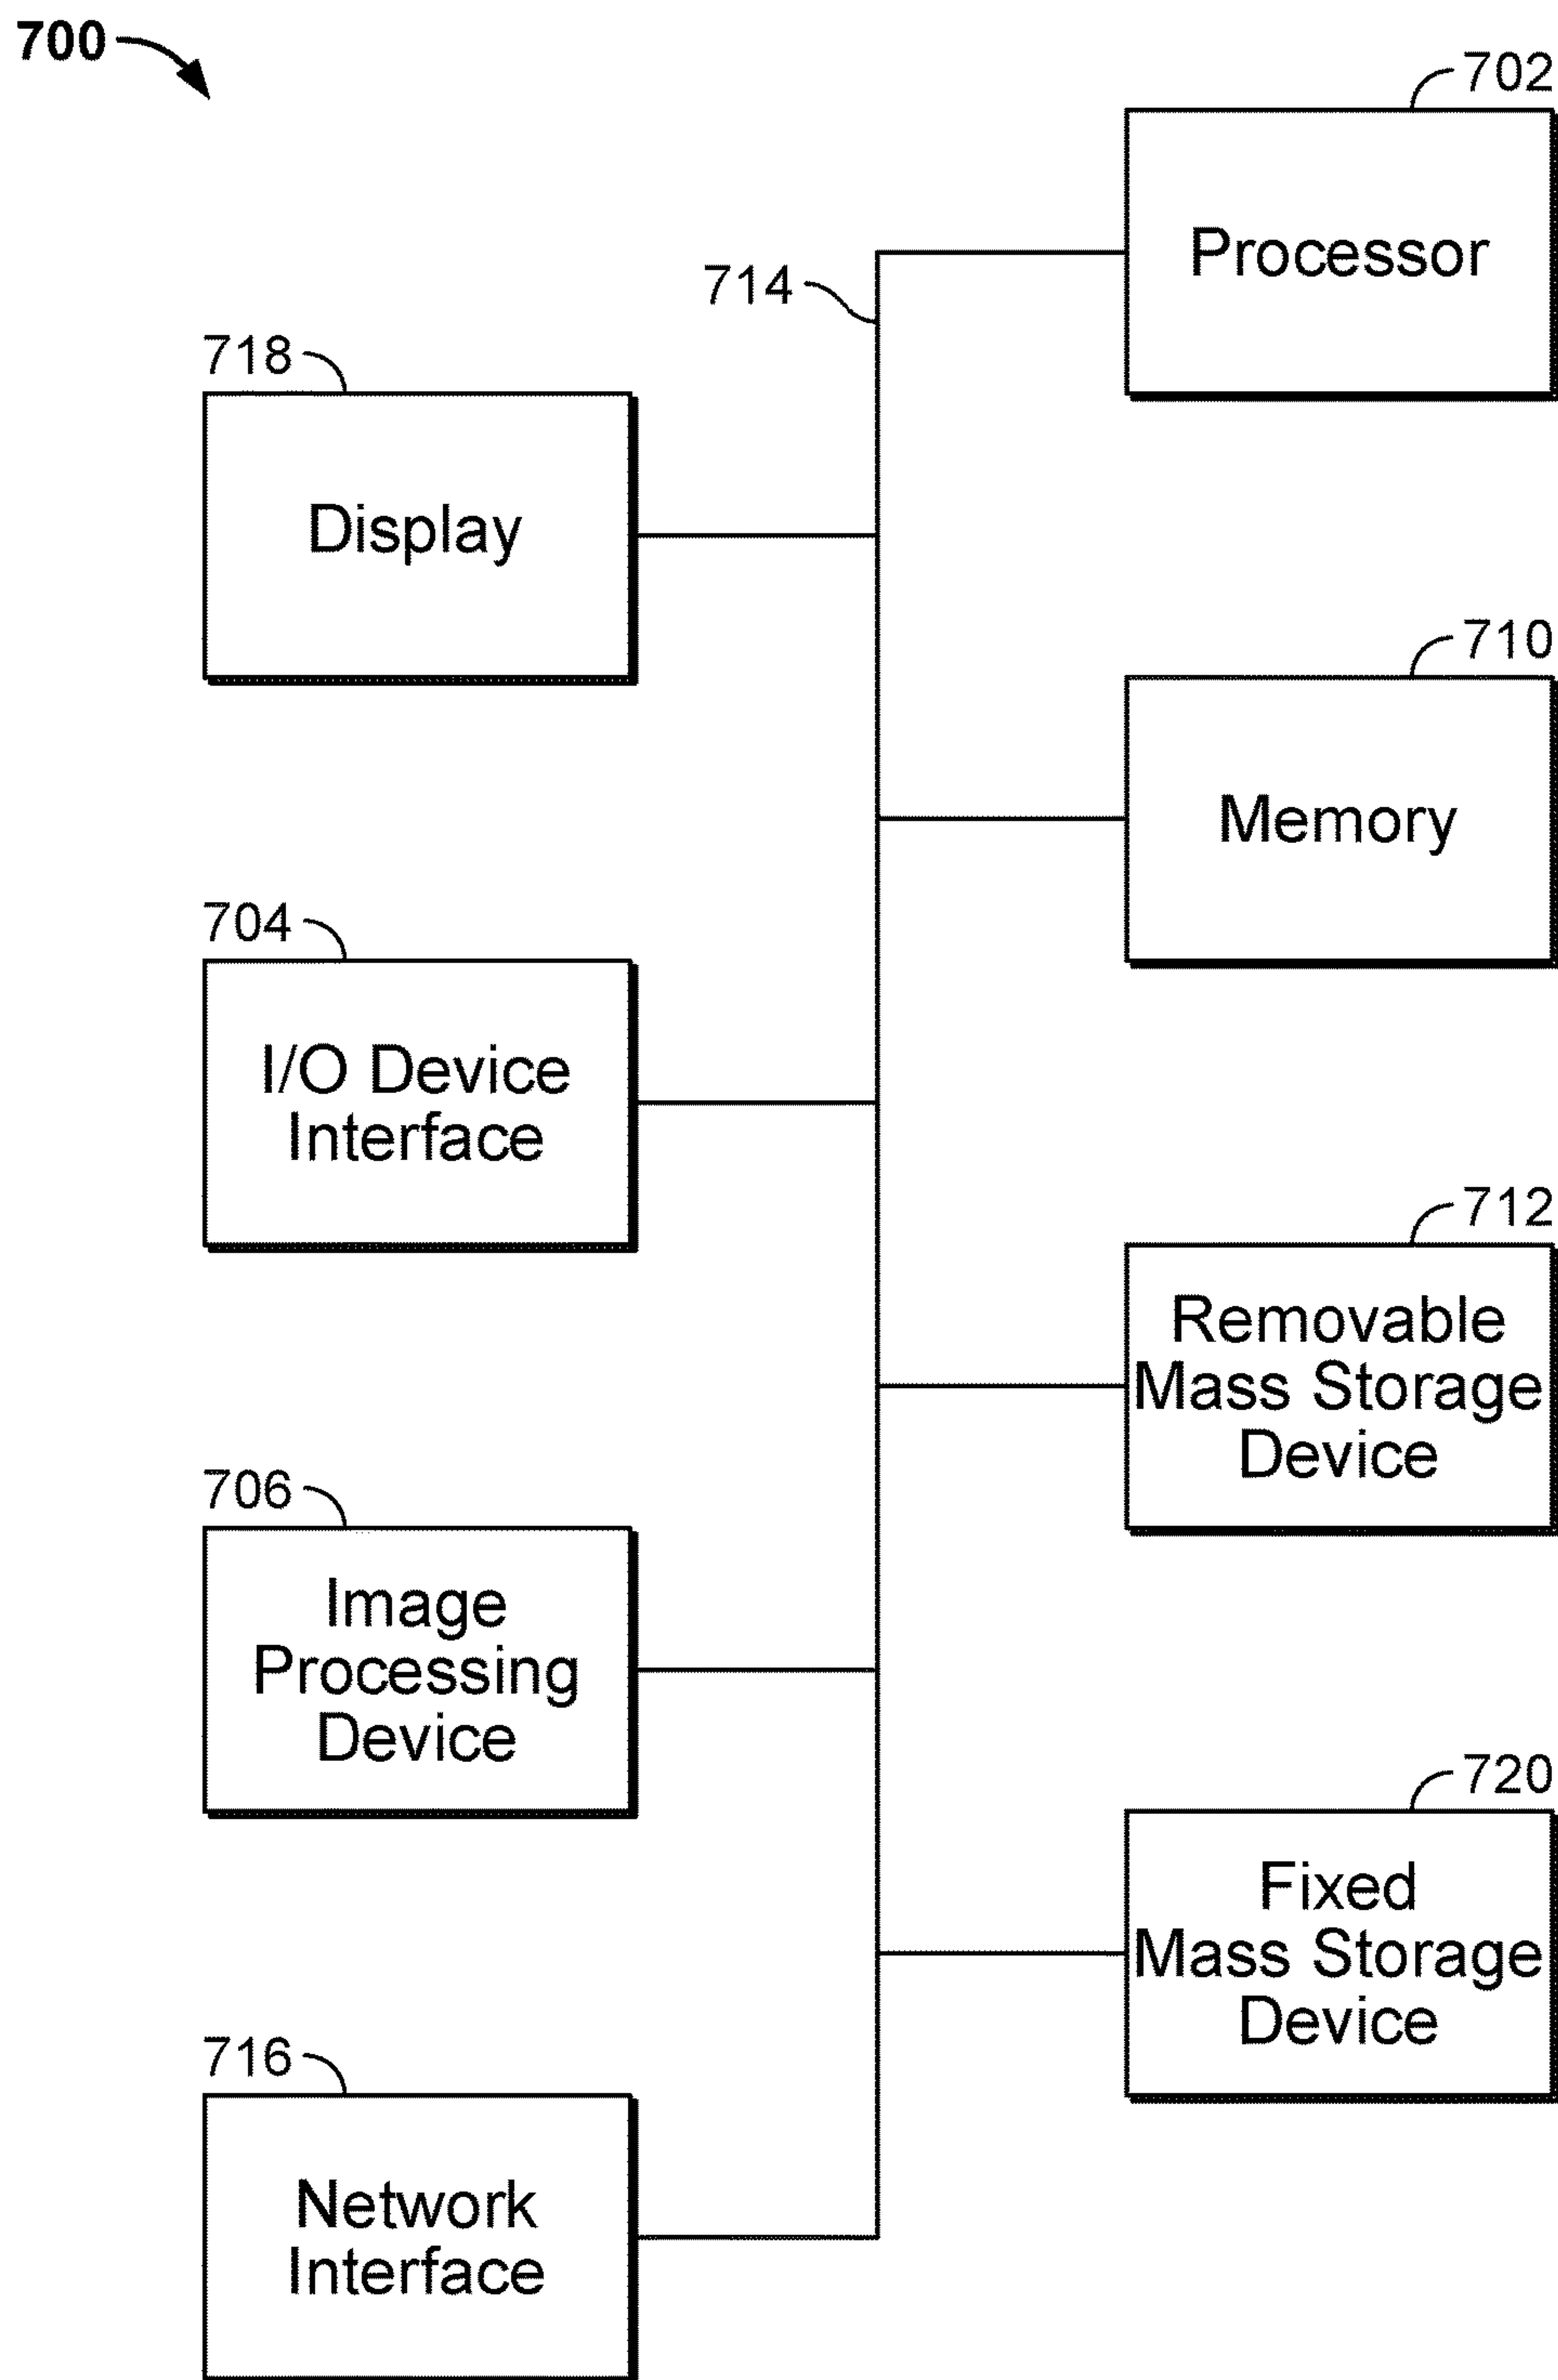 700
702
Processor
714
718
Display
710
Memory
704
I/O Device
Interface
712
Removable
Mass Storage
Device
706
Image
Processing
Device
720
Fixed
Mass Storage
Device
716
Network
Interface